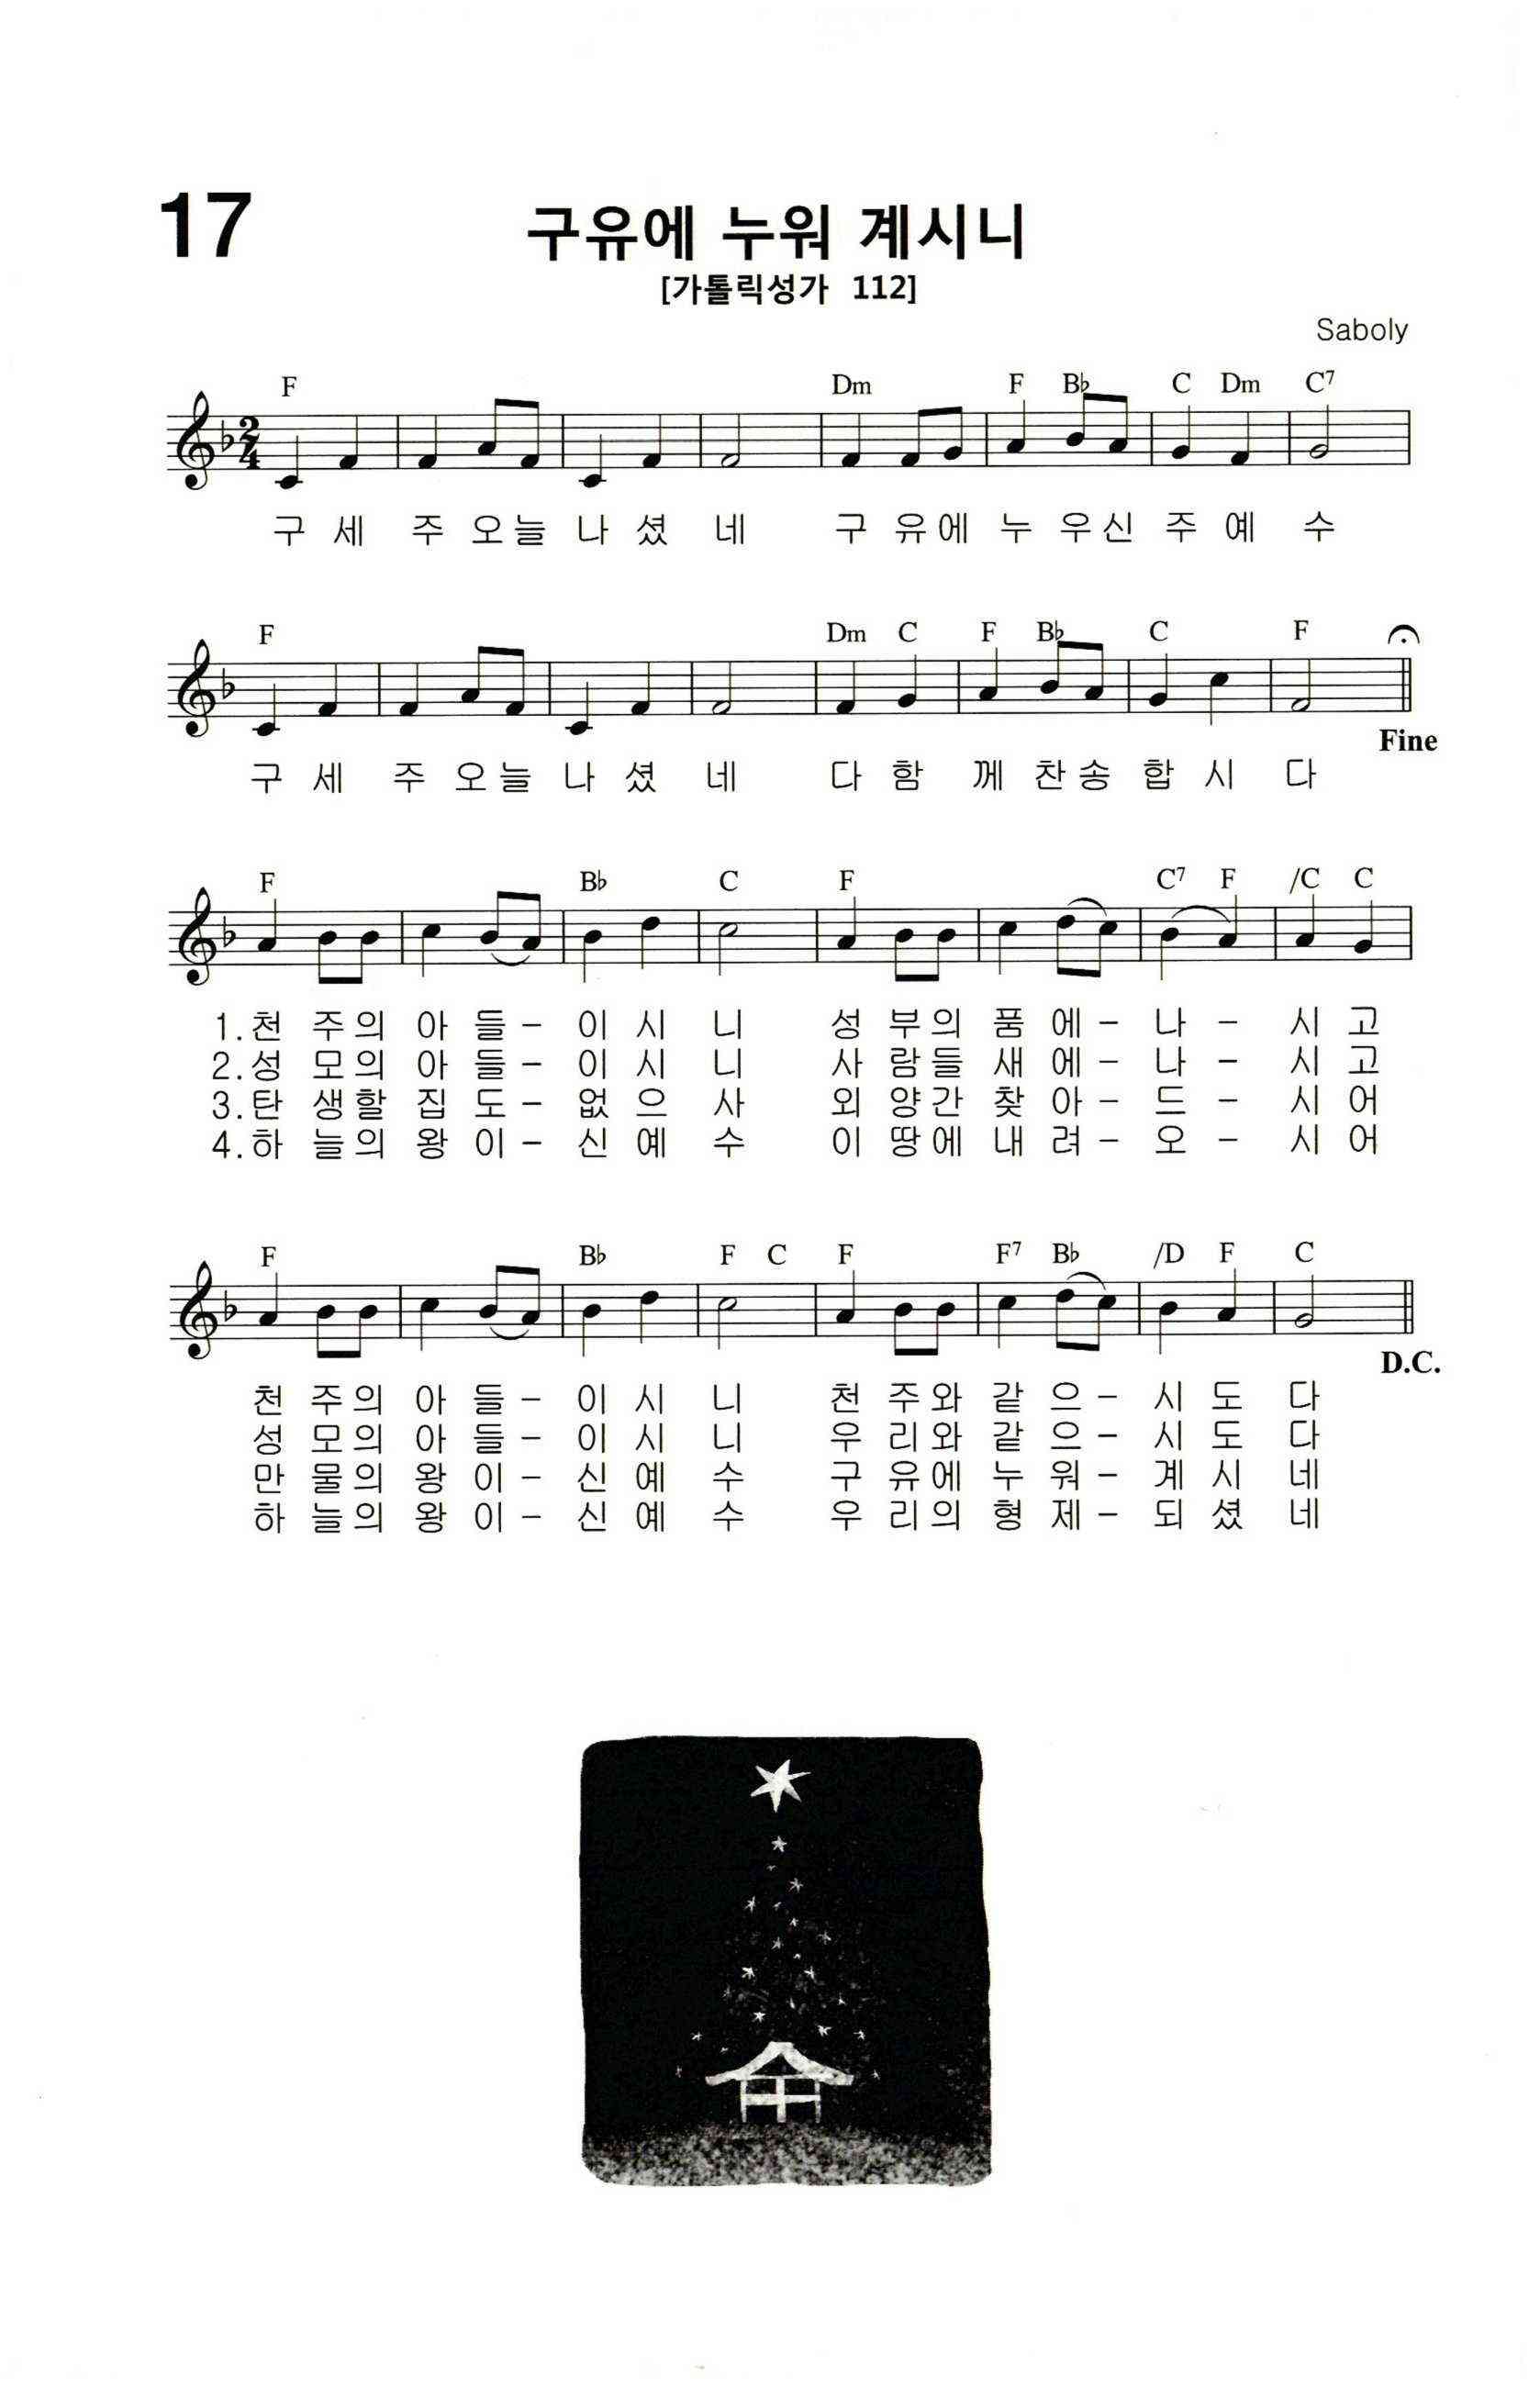 17
구유에 누워 계시니
[가톨릭성가 112]
Saboly
F Dm F B♭ C Dm C7
구 세 주 오늘 나 셨 네 구 유에 누 우신 주 예 수
F Dm C F B♭ C F
Fine
구 세 주 오늘 나 셨 네 다 함 께 찬송 합 시 다
F B♭ C F C7 F /C C
1.천 주의 아 들- 이 시 니 성 부의 품 에- 나 - 시 고
2.성 모의 아 들- 이 시 니 사 람들 새 에- 나 - 시 고
3.탄 생할 집 도- 없 으 사 외 양간 찾 아- 드 - 시 어
4.하 늘의 왕 이- 신 예 수 이 땅에 내 려- 오 - 시 어
F B♭ F C F F7 B♭ /D F C
D.C.
천 주의 아 들- 이 시 니 천 주와 같 으- 시 도 다
성 모의 아 들- 이 시 니 우 리와 같 으- 시 도 다
만 물의 왕 이- 신 예 수 구 유에 누 워- 계 시 네
하 늘의 왕 이- 신 예 수 우 리의 형 제- 되 셨 네